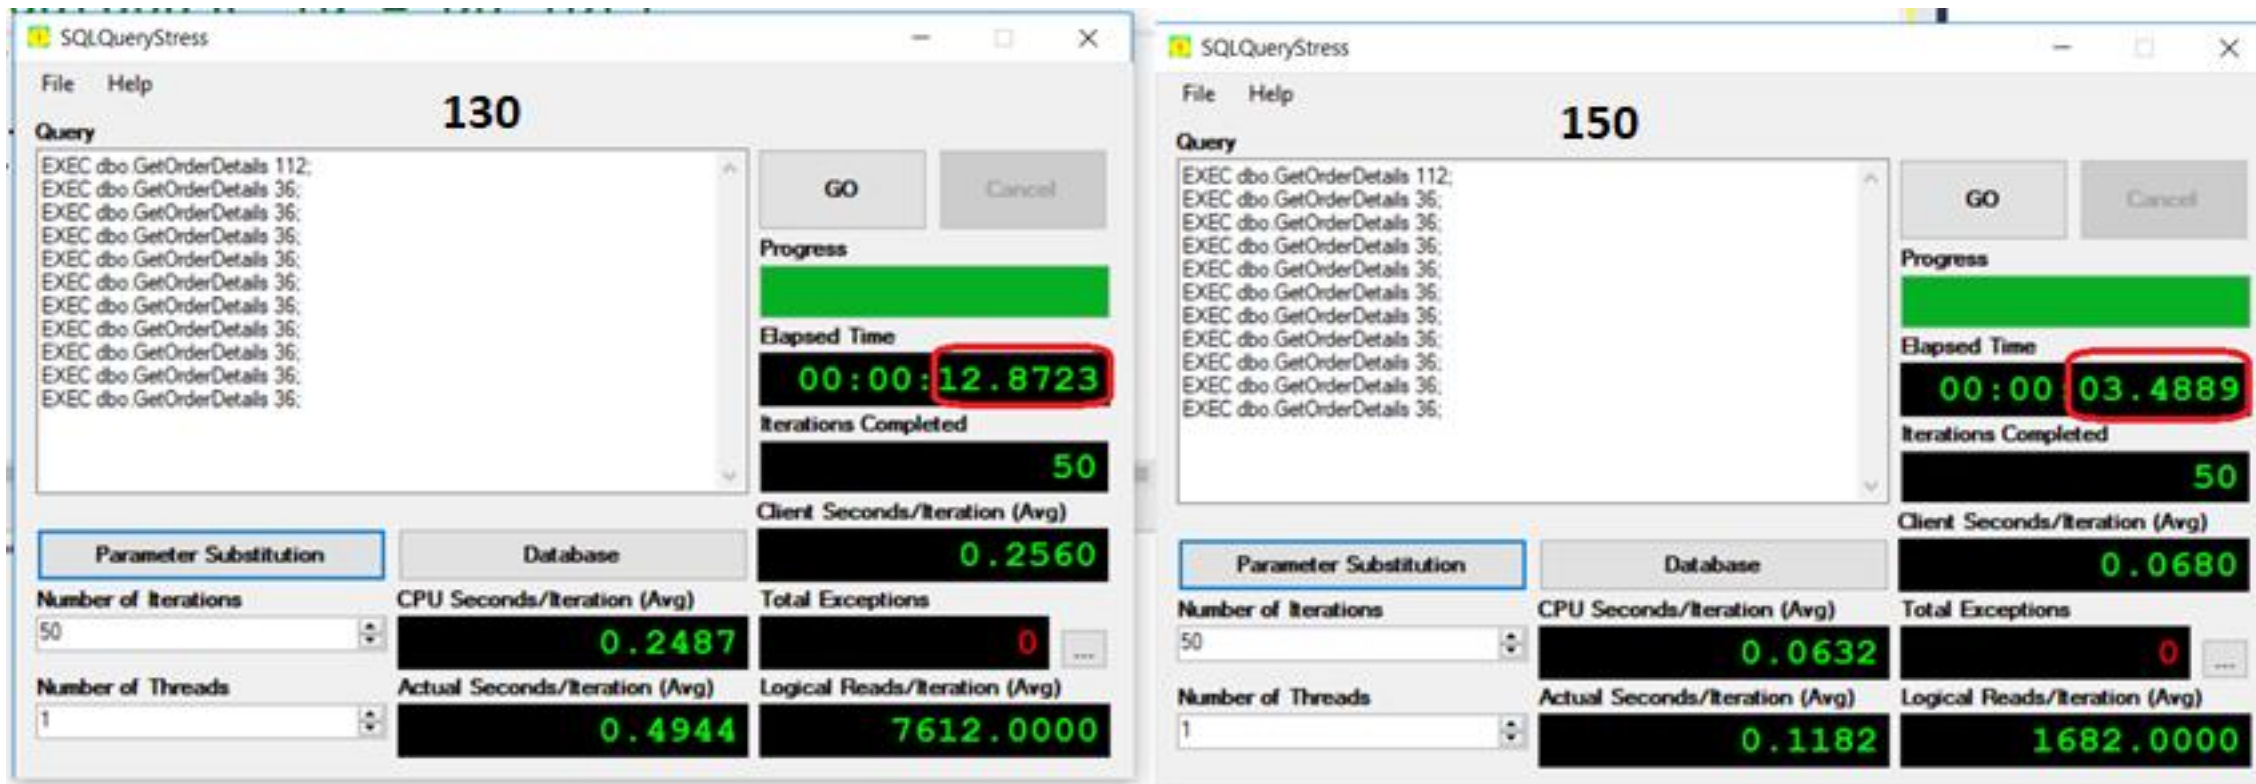 SQLQueryStress
File Help
130
Query
EXEC dbo.GetOrderDetails 112;
EXEC dbo.GetOrderDetails 36;
EXEC dbo.GetOrderDetails 36;
EXEC dbo.GetOrderDetails 36;
EXEC dbo.GetOrderDetails 36;
EXEC dbo.GetOrderDetails 36;
EXEC dbo.GetOrderDetails 36;
EXEC dbo.GetOrderDetails 36;
EXEC dbo.GetOrderDetails 36;
EXEC dbo.GetOrderDetails 36;
EXEC dbo.GetOrderDetails 36;
GO Cancel
Progress
Elapsed Time
00:00:12.8723
Iterations Completed
50
Client Seconds/Iteration (Avg)
0.2560
Parameter Substitution Database
Number of Iterations CPU Seconds/Iteration (Avg) Total Exceptions
50 0.2487 0 ...
Number of Threads Actual Seconds/Iteration (Avg) Logical Reads/Iteration (Avg)
1 0.4944 7612.0000
SQLQueryStress
File Help
150
Query
EXEC dbo.GetOrderDetails 112;
EXEC dbo.GetOrderDetails 36;
EXEC dbo.GetOrderDetails 36;
EXEC dbo.GetOrderDetails 36;
EXEC dbo.GetOrderDetails 36;
EXEC dbo.GetOrderDetails 36;
EXEC dbo.GetOrderDetails 36;
EXEC dbo.GetOrderDetails 36;
EXEC dbo.GetOrderDetails 36;
EXEC dbo.GetOrderDetails 36;
EXEC dbo.GetOrderDetails 36;
GO Cancel
Progress
Elapsed Time
00:00:03.4889
Iterations Completed
50
Client Seconds/Iteration (Avg)
0.0680
Parameter Substitution Database
Number of Iterations CPU Seconds/Iteration (Avg) Total Exceptions
50 0.0632 0 ...
Number of Threads Actual Seconds/Iteration (Avg) Logical Reads/Iteration (Avg)
1 0.1182 1682.0000